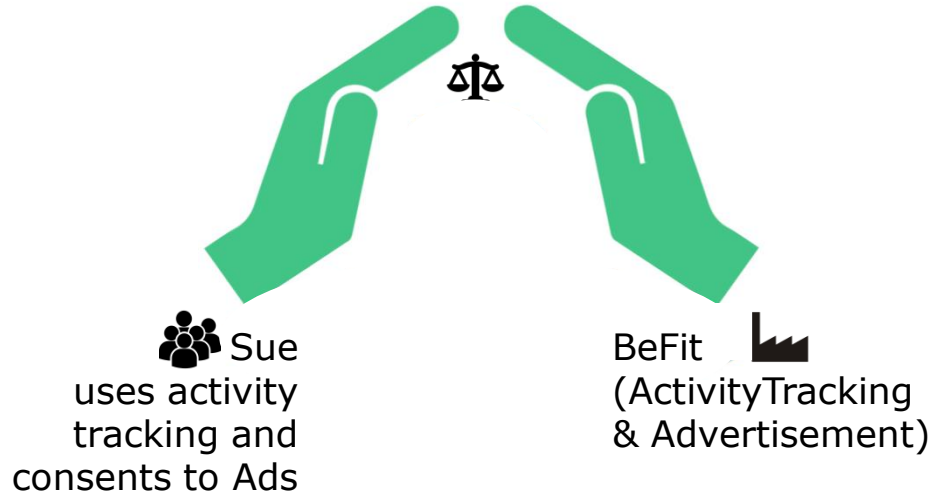 Sue
uses activity
tracking and
consents to Ads
BeFit
(ActivityTracking
& Advertisement)